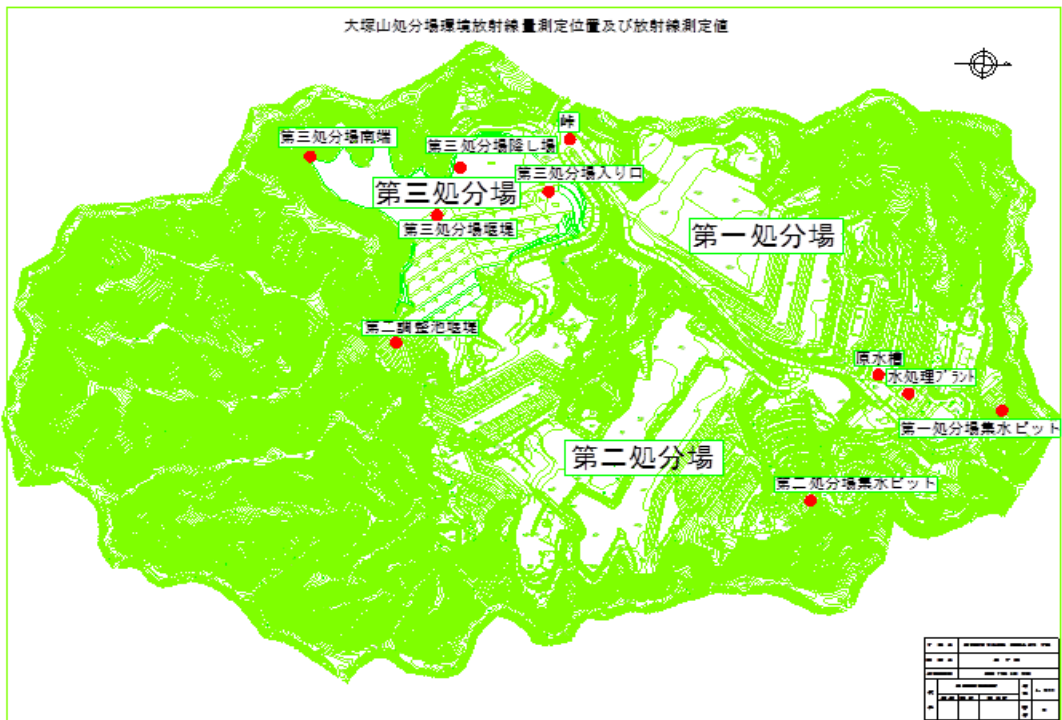 大塚山処分場環境放射線量測定位置及び放射線測定値
峠
第三処分場南端
第三処分場降し場
第三処分場入り口
第三処分場
第三処分場堰堤
第一処分場
第二調整池堰堤
原水槽
水処理プラント
第一処分場集水ピット
第二処分場
第二処分場集水ピット